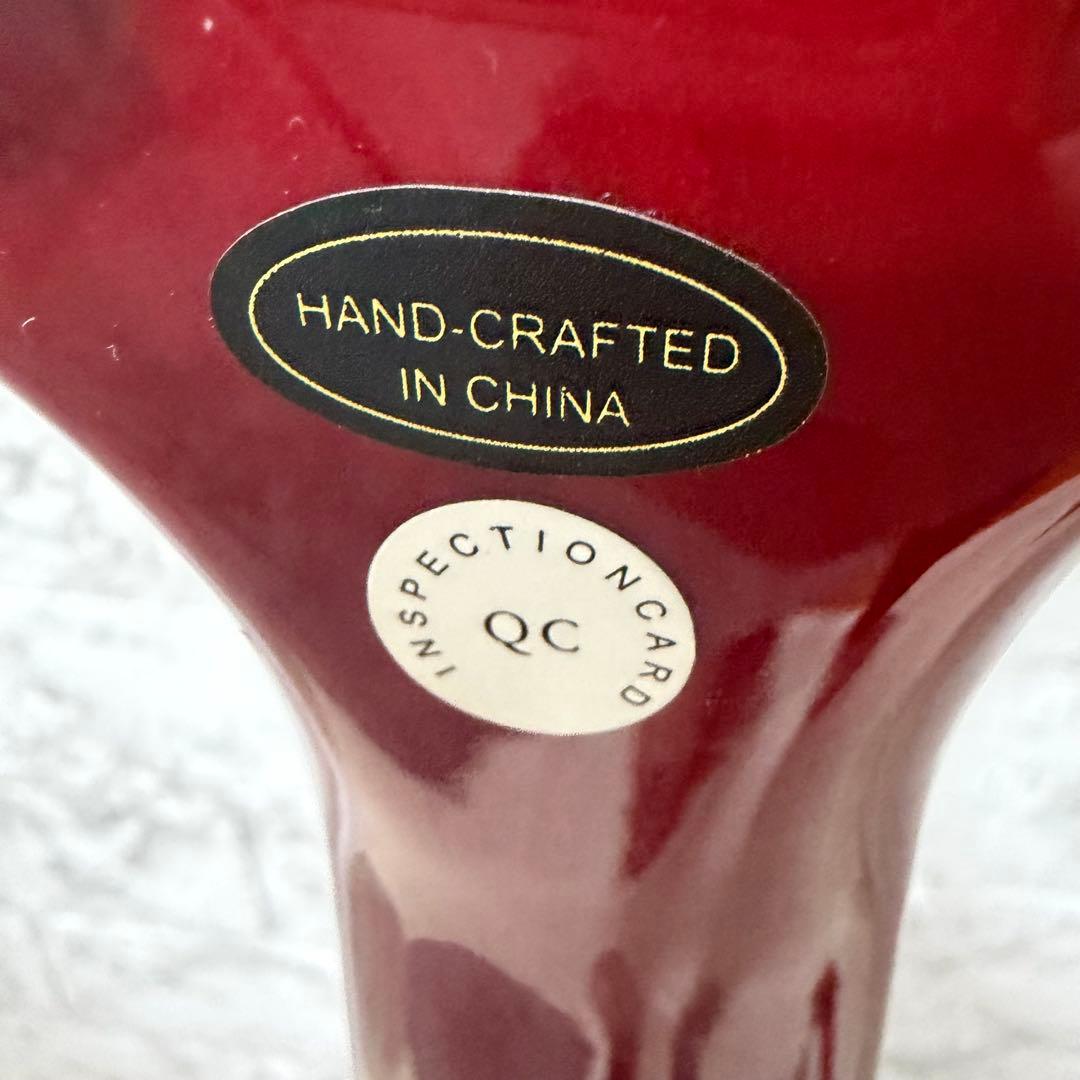 HAND-CRAFTED
IN CHINA
INSPECTIONCARD
QC